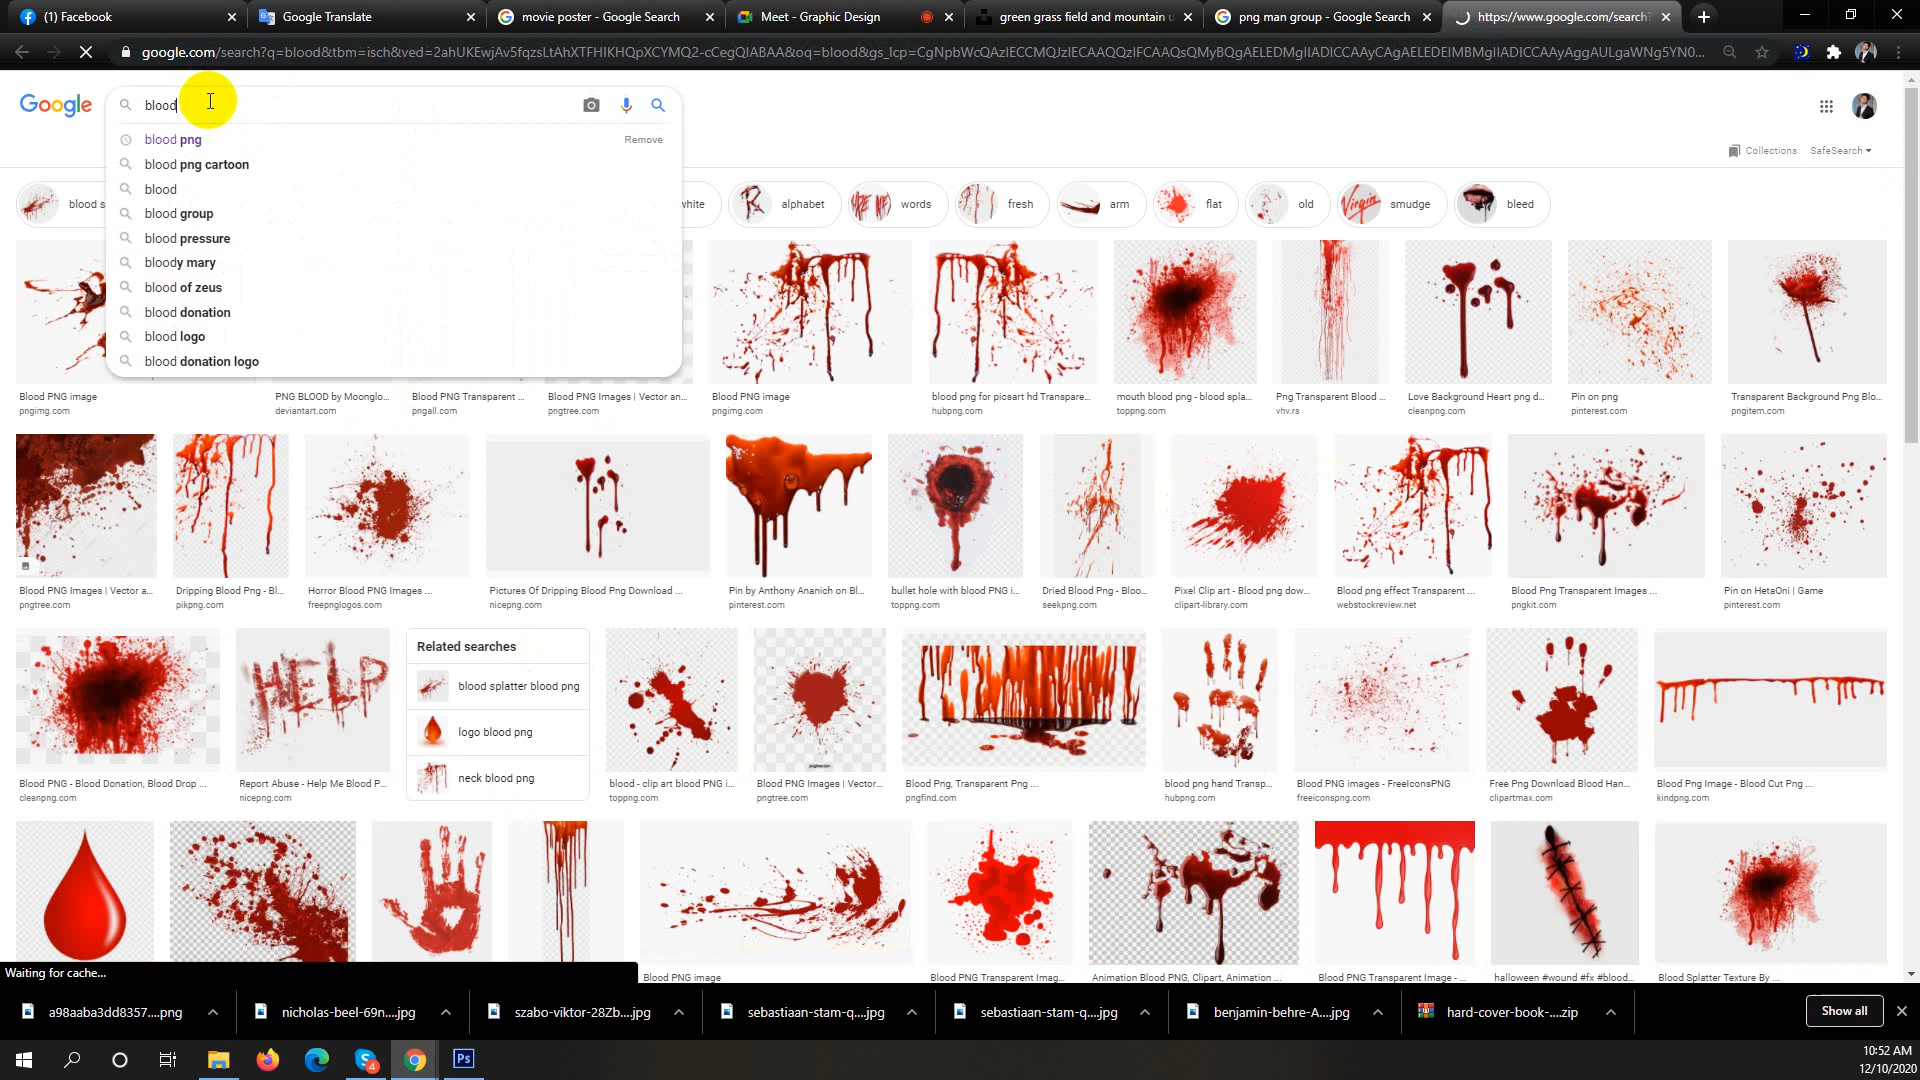 (1) Facebook
Google Translate
movie poster - Google Search
Meet - Graphic Design
green grass field and mountain u
png man group - Google Search
https://www.google.com/search?
google.com/search?q=blood&tbm=isch&ved=2ahUKEwjAv5fqzsLtAhXTFHIKHQpXCYMQ2-cCegQIABAA&oq=blood&gs_lcp=CgNpbWcQAzIECCMQJzIECAAQQzIFCAAQsQMyBQgAELEDMgIIADICCAAyCAgAELEDEIMBMgIIADICCAAyAggAULgaWNg5YN0...
Google
blood
blood png
Remove
blood png cartoon
blood
blood group
blood pressure
bloody mary
blood of zeus
blood donation
blood logo
blood donation logo
Collections
SafeSearch
blood s
white
alphabet
words
fresh
arm
flat
old
smudge
bleed
Blood PNG image
pngimg.com
PNG BLOOD by Moonglo...
deviantart.com
Blood PNG Transparent ...
pngall.com
Blood PNG Images | Vector an...
pngtree.com
Blood PNG image
pngimg.com
blood png for picsart hd Transpare...
hubpng.com
mouth blood png - blood spla...
toppng.com
Png Transparent Blood ...
vhv.rs
Love Background Heart png d...
cleanpng.com
Pin on png
pinterest.com
Transparent Background Png Blo...
pngitem.com
Blood PNG Images | Vector a...
pngtree.com
Dripping Blood Png - Bl...
pikpng.com
Horror Blood PNG Images ...
freepnglogos.com
Pictures Of Dripping Blood Png Download ...
nicepng.com
Pin by Anthony Ananich on Bl...
pinterest.com
bullet hole with blood PNG i...
toppng.com
Dried Blood Png - Bloo...
seekpng.com
Pixel Clip art - Blood png dow...
clipart-library.com
Blood png effect Transparent ...
webstockreview.net
Blood Png Transparent Images ...
pngkit.com
Pin on HetaOni | Game
pinterest.com
HELP
Related searches
blood splatter blood png
logo blood png
neck blood png
Blood PNG - Blood Donation, Blood Drop ...
cleanpng.com
Report Abuse - Help Me Blood P...
nicepng.com
blood - clip art blood PNG i...
toppng.com
Blood PNG Images | Vector...
pngtree.com
Blood Png, Transparent Png ...
pngfind.com
blood png hand Transp...
hubpng.com
Blood PNG images - FreeIconsPNG
freeiconspng.com
Free Png Download Blood Han...
clipartmax.com
Blood Png Image - Blood Cut Png ...
kindpng.com
Waiting for cache...
Blood PNG image
Blood PNG Transparent Imag...
Animation Blood PNG, Clipart, Animation ...
Blood PNG Transparent Image - ...
halloween #wound #fx #blood...
Blood Splatter Texture By ...
a98aaba3dd8357....png
nicholas-beel-69n....jpg
szabo-viktor-28Zb....jpg
sebastiaan-stam-q....jpg
sebastiaan-stam-q....jpg
benjamin-behre-A....jpg
hard-cover-book-....zip
Show all
4
Ps
10:52 AM
12/10/2020